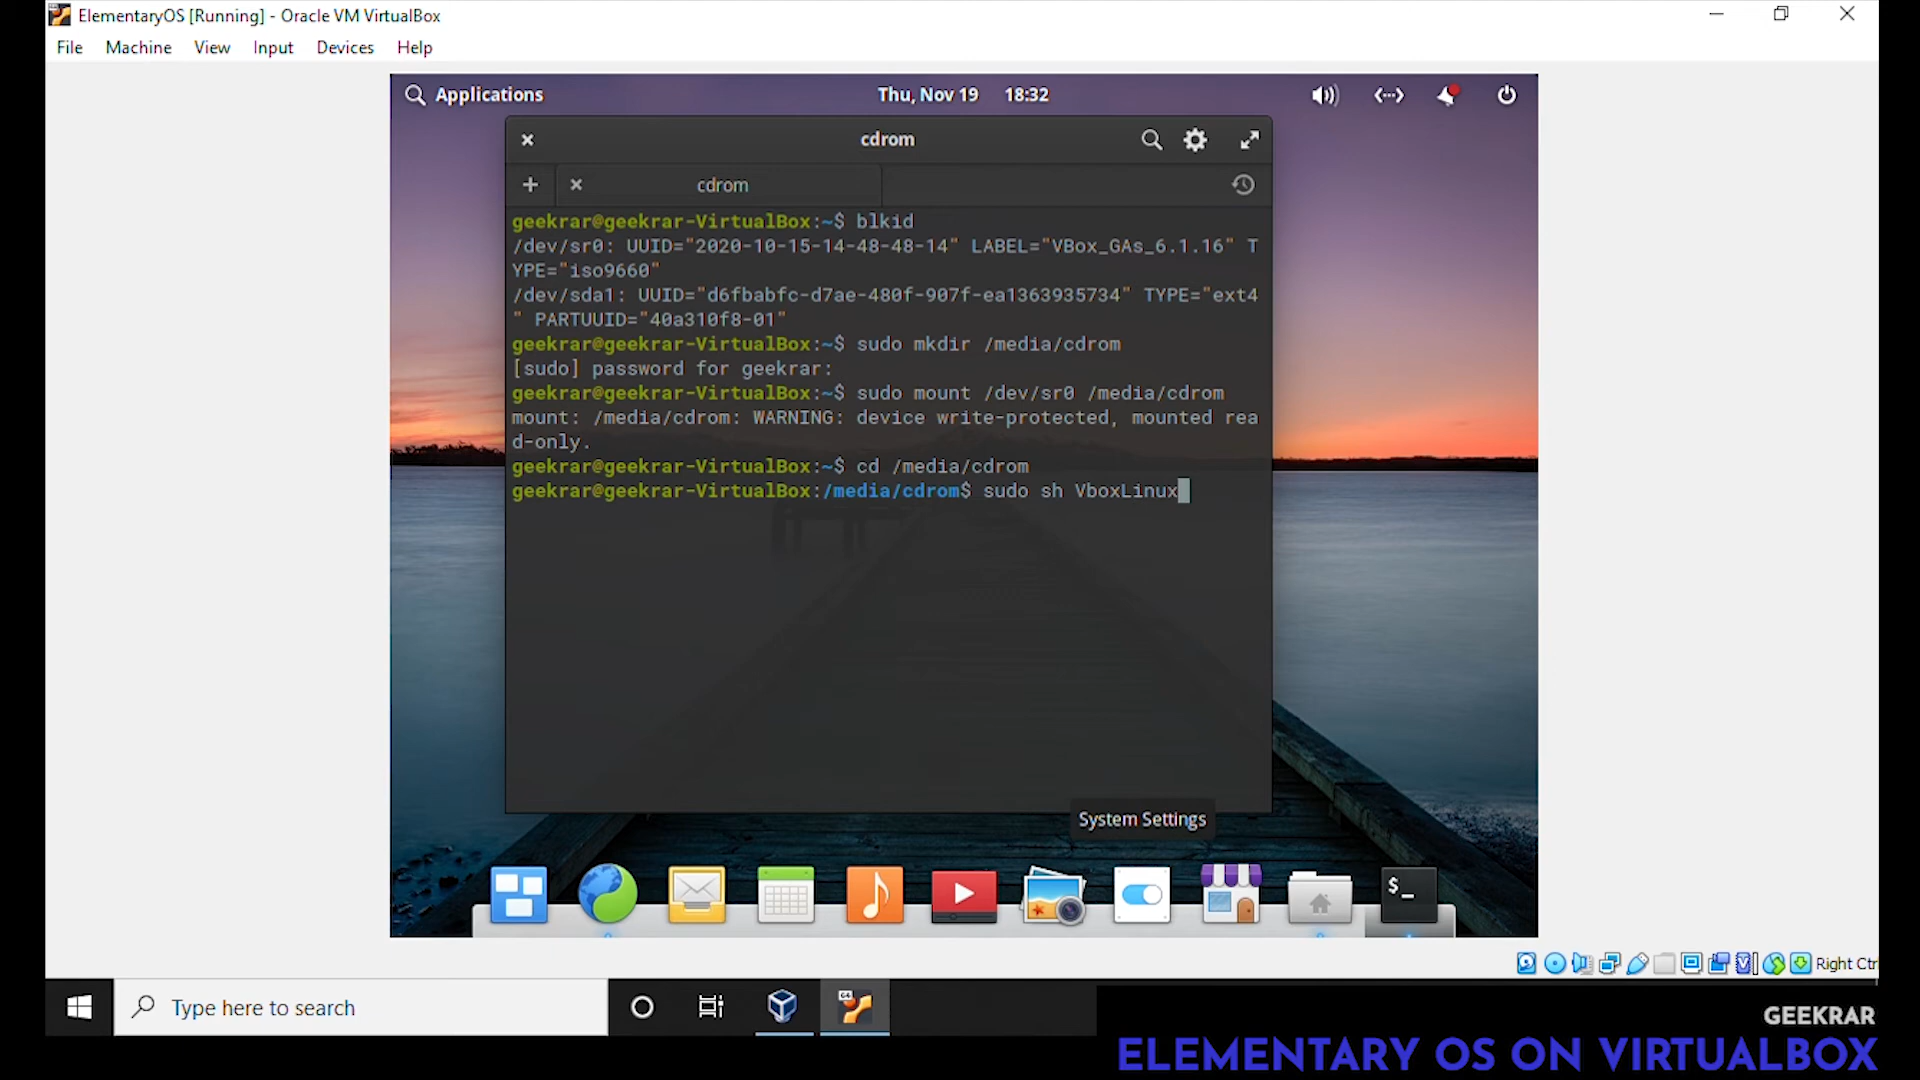 ElementaryOS [Running] - Oracle VM VirtualBox
File Machine View Input Devices Help
Applications Thu, Nov 19 18:32
cdrom
cdrom
geekrar@geekrar-VirtualBox:~$ blkid
/dev/sr0: UUID="2020-10-15-14-48-48-14" LABEL="VBox_GAs_6.1.16" T
YPE="iso9660"
/dev/sda1: UUID="d6fbabfc-d7ae-480f-907f-ea1363935734" TYPE="ext4
" PARTUUID="40a310f8-01"
geekrar@geekrar-VirtualBox:~$ sudo mkdir /media/cdrom
[sudo] password for geekrar:
geekrar@geekrar-VirtualBox:~$ sudo mount /dev/sr0 /media/cdrom
mount: /media/cdrom: WARNING: device write-protected, mounted rea
d-only.
geekrar@geekrar-VirtualBox:~$ cd /media/cdrom
geekrar@geekrar-VirtualBox:/media/cdrom$ sudo sh VboxLinux
System Settings
$_
Right Ctr
Type here to search
GEEKRAR
ELEMENTARY OS ON VIRTUALBOX